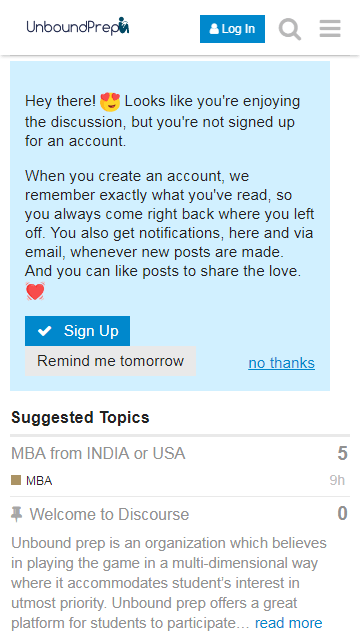 UnboundPrep
Log In
Hey there! 😍 Looks like you're enjoying
the discussion, but you're not signed up
for an account.
When you create an account, we
remember exactly what you've read, so
you always come right back where you left
off. You also get notifications, here and via
email, whenever new posts are made.
And you can like posts to share the love.
💓
Sign Up
Remind me tomorrow
no thanks
Suggested Topics
MBA from INDIA or USA 5
MBA 9h
Welcome to Discourse 0
Unbound prep is an organization which believes
in playing the game in a multi-dimensional way
where it accommodates student’s interest in
utmost priority. Unbound prep offers a great
platform for students to participate… read more